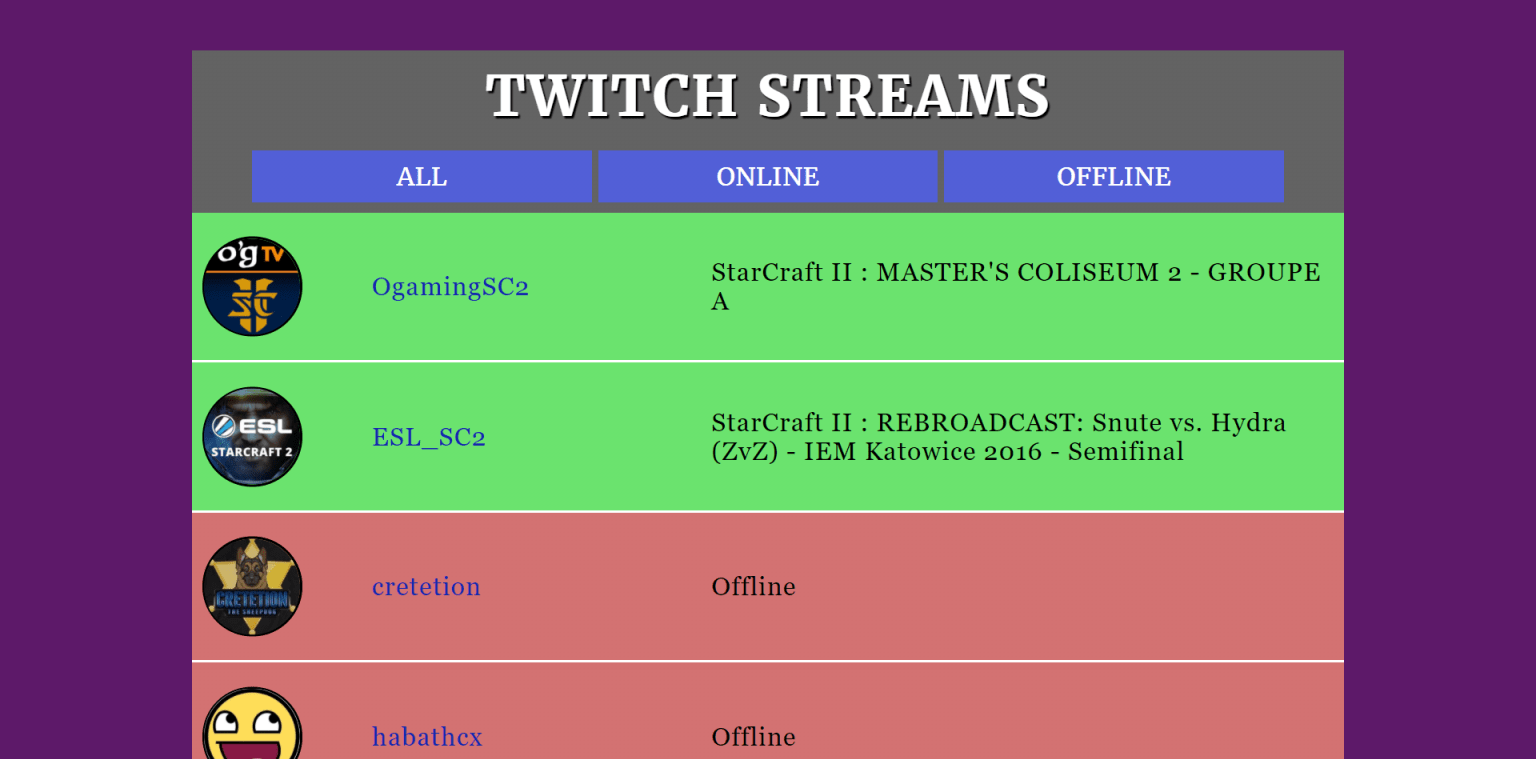 TWITCH STREAMS
ALL ONLINE OFFLINE
o'g TV
SC
OgamingSC2
StarCraft II : MASTER'S COLISEUM 2 - GROUPE
A
ESL
STARCRAFT 2
ESL_SC2
StarCraft II : REBROADCAST: Snute vs. Hydra
(ZvZ) - IEM Katowice 2016 - Semifinal
CRETETION
THE SHEEPDOG
cretetion
Offline
habathcx
Offline